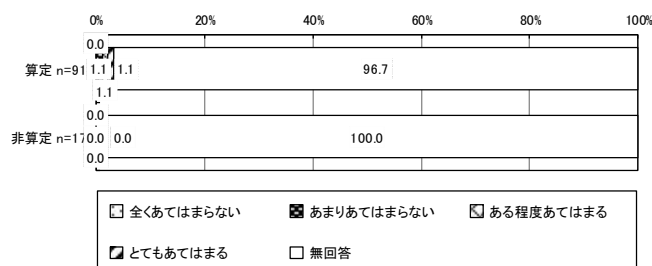 0% 20% 40% 60% 80% 100%
0.0
算定 n=91 1.1 1.1 96.7
1.1
0.0
非算定 n=17 0.0 0.0 100.0
0.0
全くあてはまらない あまりあてはまらない ある程度あてはまる
とてもあてはまる 無回答